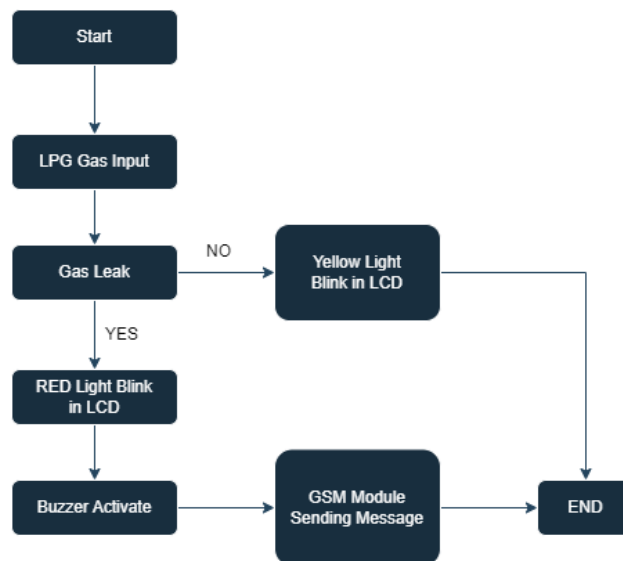 Start
LPG Gas Input
Gas Leak
NO
Yellow Light
Blink in LCD
YES
RED Light Blink
in LCD
Buzzer Activate
GSM Module
Sending Message
END